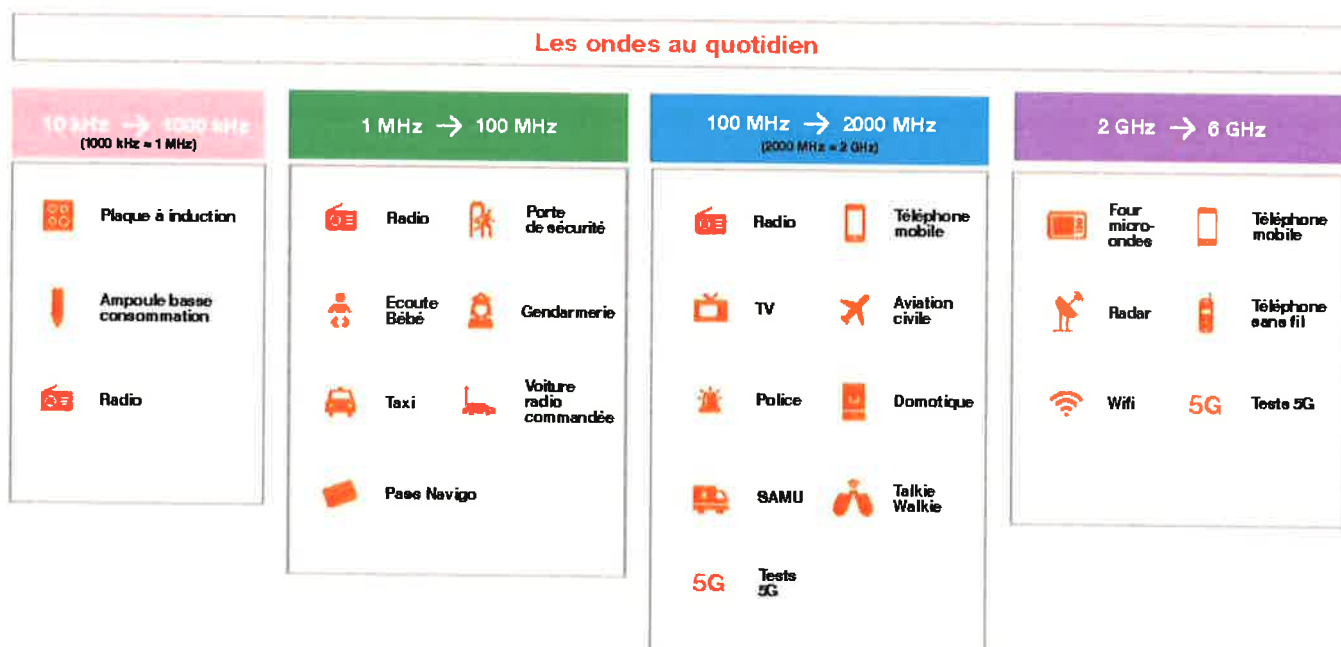 Les ondes au quotidien
10 kHz → 1000 kHz
(1000 kHz = 1 MHz)
Plaque à induction
Ampoule basse
consommation
Radio
1 MHz → 100 MHz
Radio
Porte
de sécurité
Ecoute
Bébé
Gendarmerie
Taxi
Voiture
radio
commandée
Pass Navigo
100 MHz → 2000 MHz
(2000 MHz = 2 GHz)
Radio
Téléphone
mobile
TV
Aviation
civile
Police
Domotique
SAMU
Talkie
Walkie
5G
Tests
5G
2 GHz → 6 GHz
Four
micro-
ondes
Téléphone
mobile
Radar
Téléphone
sans fil
Wifi
5G
Tests 5G